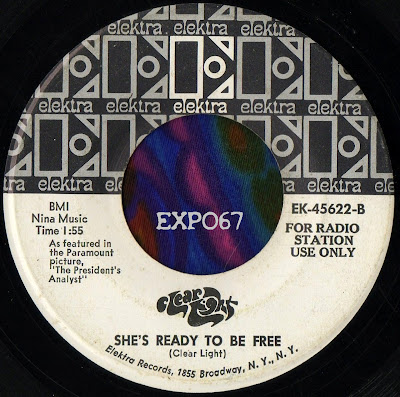 elektra elektra elektra elektra
elektra elektra elektra
elektra elektra
BMI
Nina Music
Time 1:55
As featured in
the Paramount
picture,
"The President's
Analyst"
EXPO67
EK-45622-B
FOR RADIO
STATION
USE ONLY
Clear Light
SHE'S READY TO BE FREE
(Clear Light)
Elektra Records, 1855 Broadway, N. Y., N. Y.